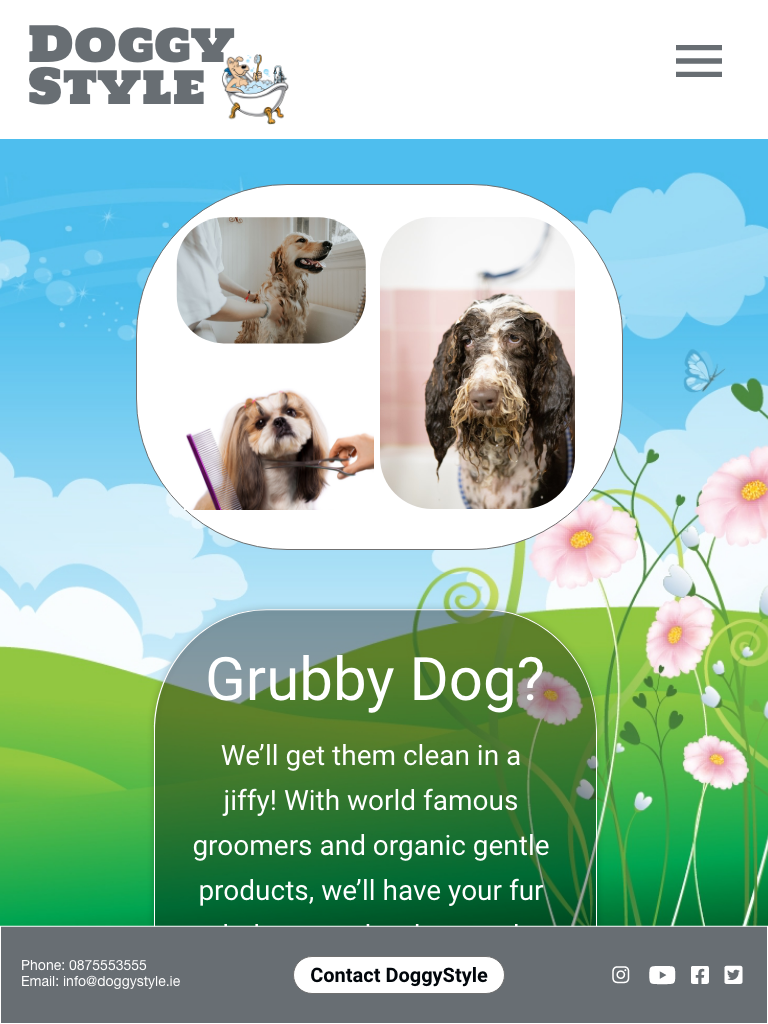 DOGGY
STYLE
Grubby Dog?
We’ll get them clean in a
jiffy! With world famous
groomers and organic gentle
products, we’ll have your fur
Phone: 0875553555
Email: info@doggystyle.ie
Contact DoggyStyle